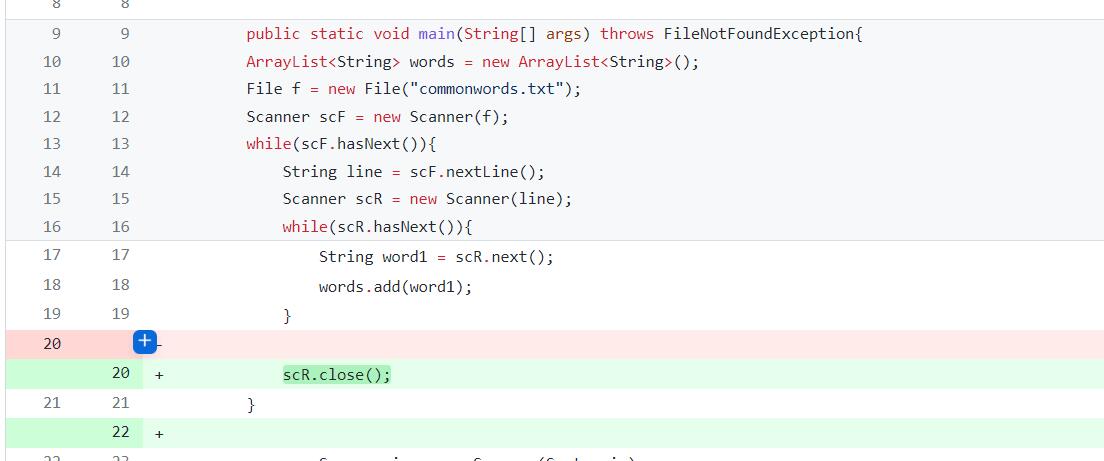 8 8
9 9 public static void main(String[] args) throws FileNotFoundException{
10 10 ArrayList<String> words = new ArrayList<String>();
11 11 File f = new File("commonwords.txt");
12 12 Scanner scF = new Scanner(f);
13 13 while(scF.hasNext()){
14 14 String line = scF.nextLine();
15 15 Scanner scR = new Scanner(line);
16 16 while(scR.hasNext()){
17 17 String word1 = scR.next();
18 18 words.add(word1);
19 19 }
20 + -
20 + scR.close();
21 21 }
22 +